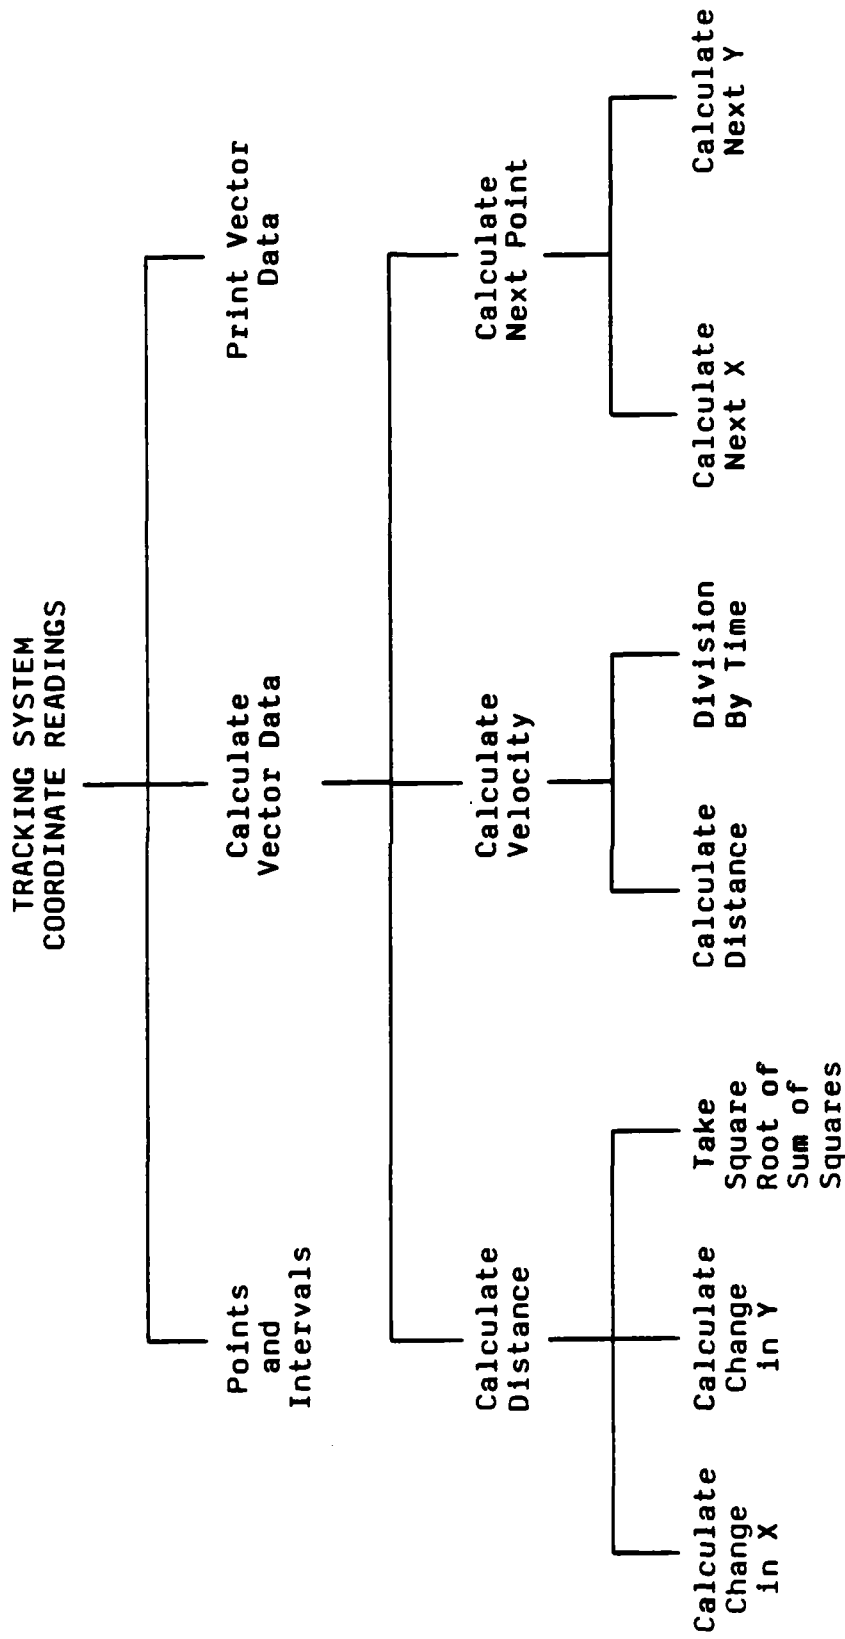 TRACKING SYSTEM
COORDINATE READINGS
Points
and
Intervals
Calculate
Vector Data
Print Vector
Data
Calculate
Distance
Calculate
Velocity
Calculate
Next Point
Calculate
Change
in X
Calculate
Change
in Y
Take
Square
Root of
Sum of
Squares
Calculate
Distance
Division
By Time
Calculate
Next X
Calculate
Next Y